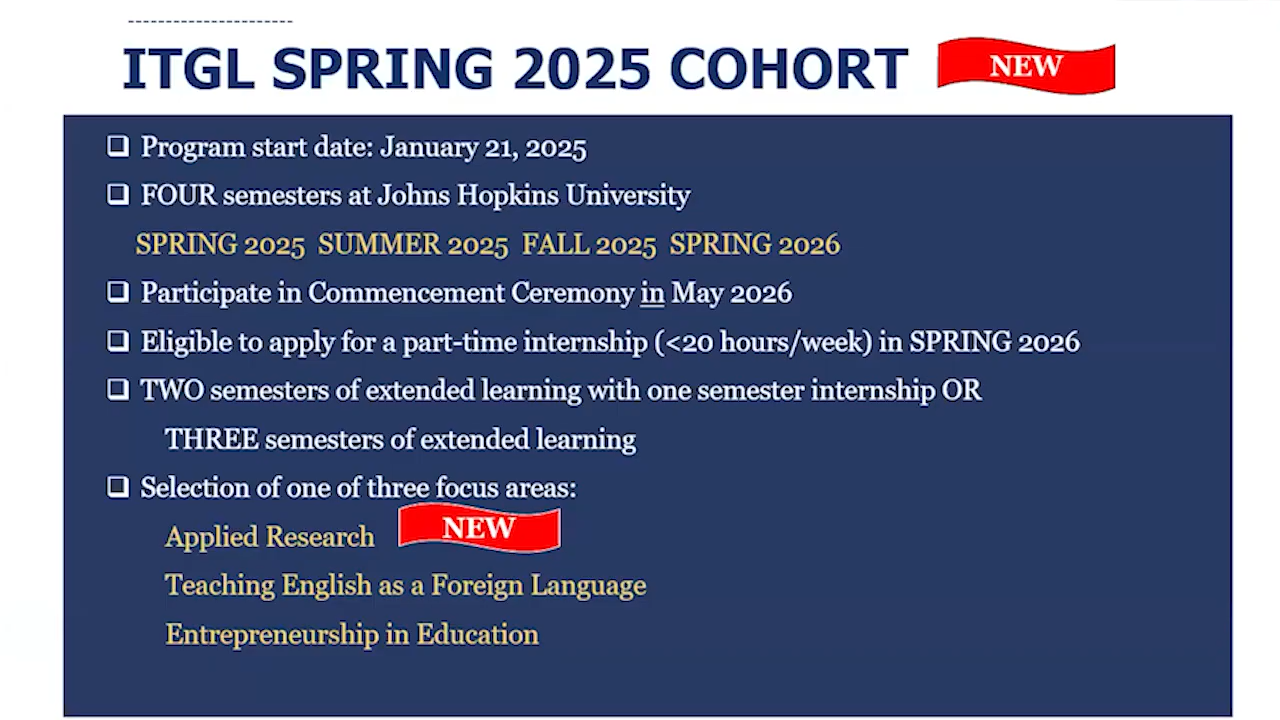 ITGL SPRING 2025 COHORT NEW
❑ Program start date: January 21, 2025
❑ FOUR semesters at Johns Hopkins University
SPRING 2025 SUMMER 2025 FALL 2025 SPRING 2026
❑ Participate in Commencement Ceremony in May 2026
❑ Eligible to apply for a part-time internship (<20 hours/week) in SPRING 2026
❑ TWO semesters of extended learning with one semester internship OR
THREE semesters of extended learning
❑ Selection of one of three focus areas:
Applied Research NEW
Teaching English as a Foreign Language
Entrepreneurship in Education